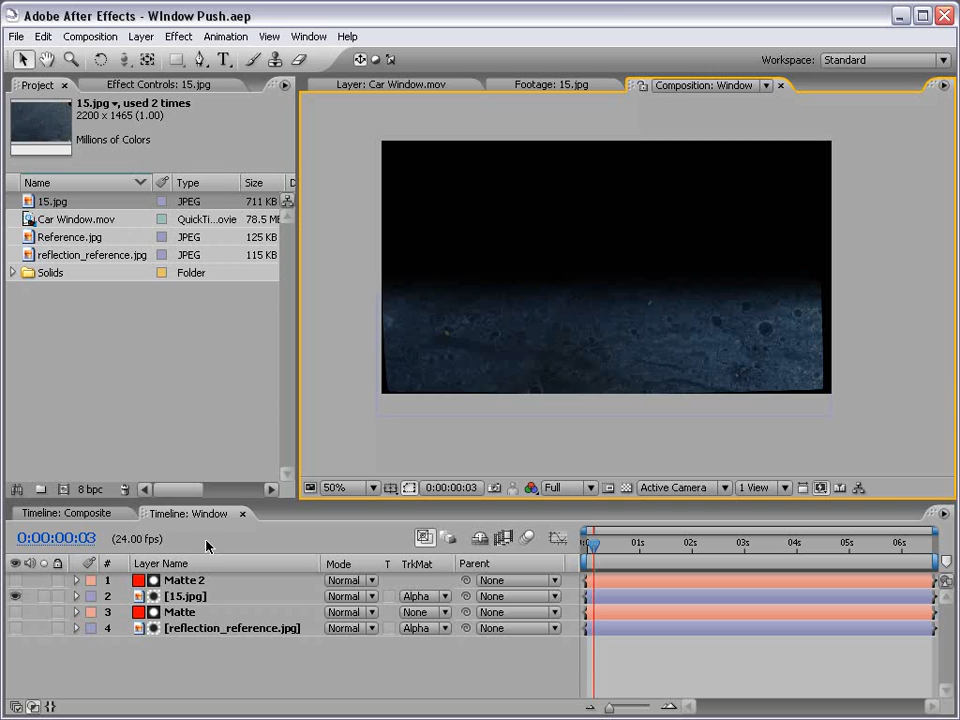 Adobe After Effects - WIndow Push.aep
File Edit Composition Layer Effect Animation View Window Help
Workspace: Standard
Project Effect Controls: 15.jpg Layer: Car Window.mov Footage: 15.jpg Composition: Window
15.jpg, used 2 times
2200 x 1465 (1.00)
Millions of Colors
Name Type Size D
15.jpg JPEG 711 KB
Car Window.mov QuickTi...ovie 78.5 ME
Reference.jpg JPEG 125 KB
reflection_reference.jpg JPEG 115 KB
Solids Folder
8 bpc 50% 0:00:00:03 Full Active Camera 1 View
Timeline: Composite Timeline: Window
0:00:00:03 (24.00 fps) 01s 02s 03s 04s 05s 06s
# Layer Name Mode T TrkMat Parent
1 Matte 2 Normal None
2 [15.jpg] Normal Alpha None
3 Matte Normal None None
4 [reflection_reference.jpg] Normal Alpha None